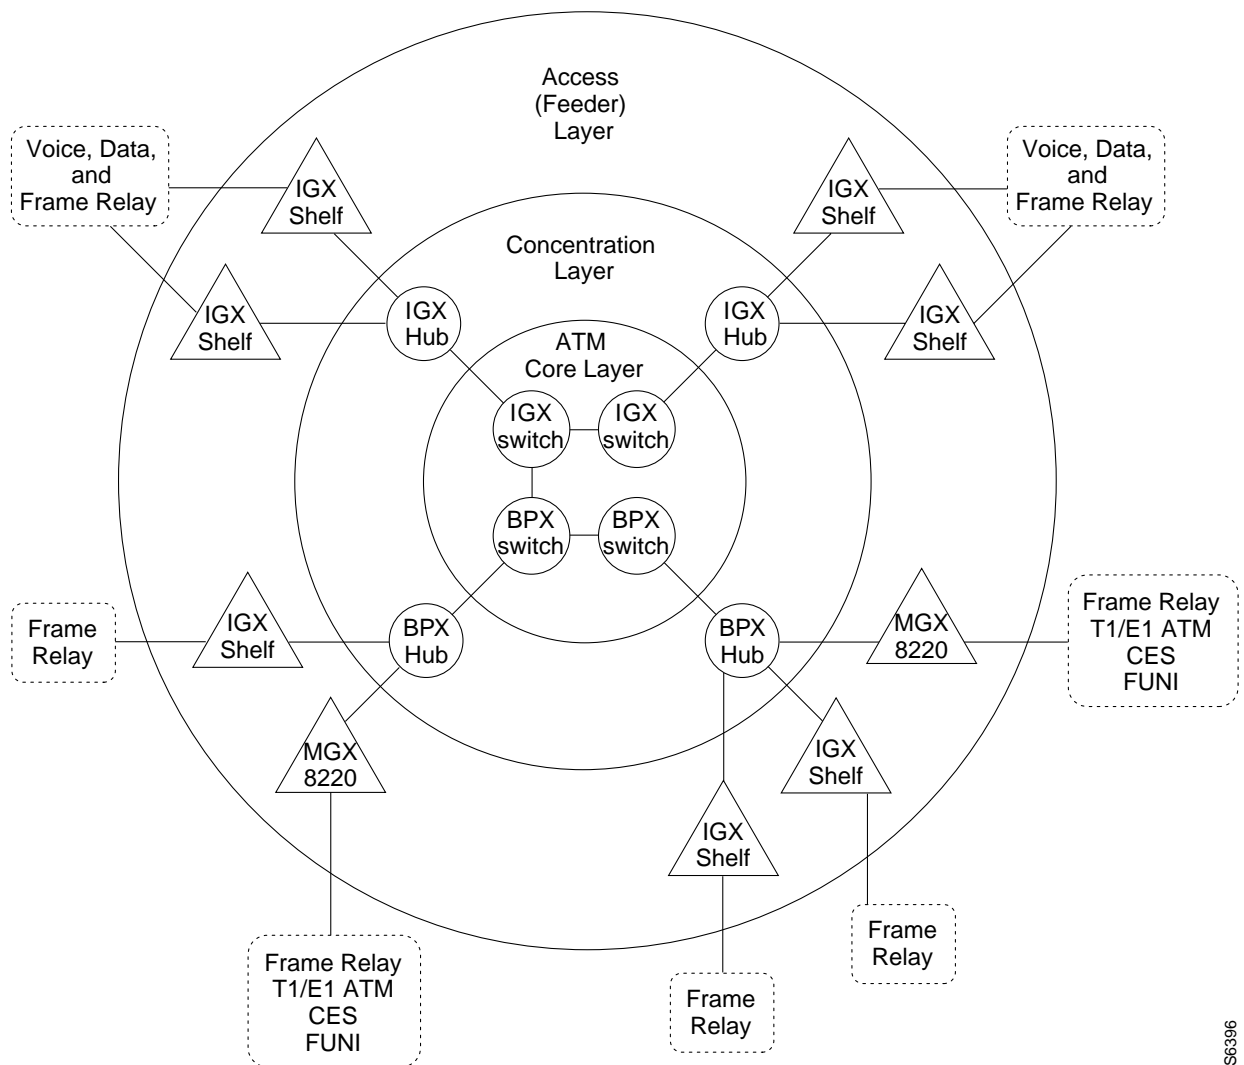 Access
(Feeder)
Layer
Voice, Data,
and
Frame Relay
IGX
Shelf
IGX
Shelf
Voice, Data,
and
Frame Relay
Concentration
Layer
IGX
Shelf
IGX
Hub
IGX
Hub
IGX
Shelf
ATM
Core Layer
IGX
switch
IGX
switch
BPX
switch
BPX
switch
Frame
Relay
IGX
Shelf
BPX
Hub
BPX
Hub
MGX
8220
Frame Relay
T1/E1 ATM
CES
FUNI
MGX
8220
IGX
Shelf
IGX
Shelf
Frame Relay
T1/E1 ATM
CES
FUNI
Frame
Relay
Frame
Relay
S6396